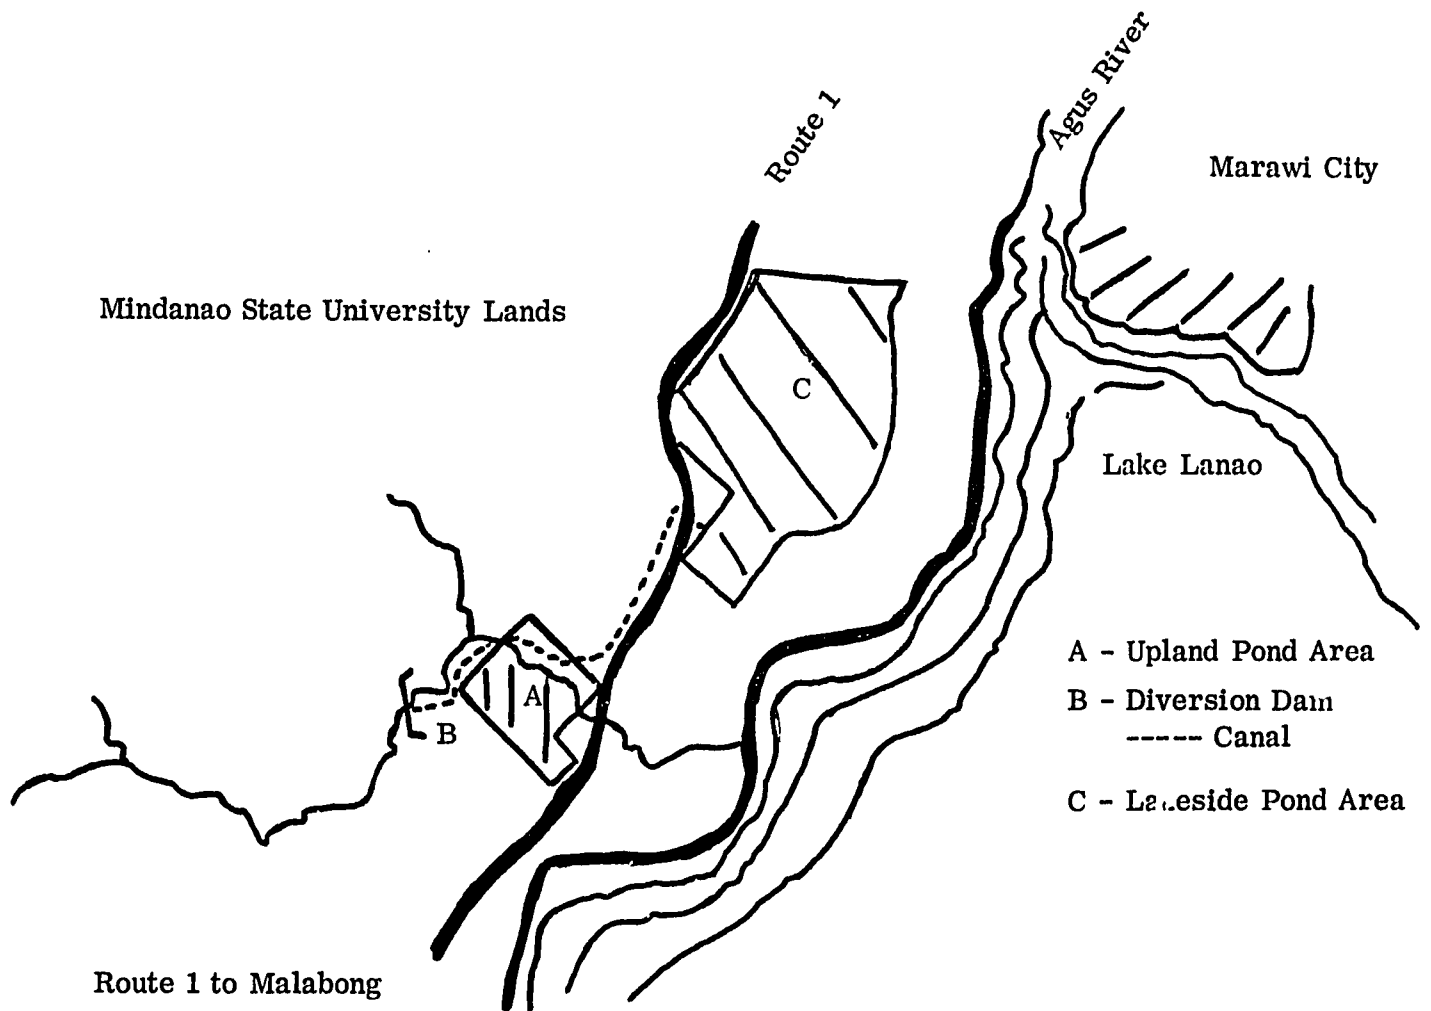 Route 1
Agus River
Marawi City
Mindanao State University Lands
C
Lake Lanao
A
B
A - Upland Pond Area
B - Diversion Dam
----- Canal
C - Lakeside Pond Area
Route 1 to Malabong